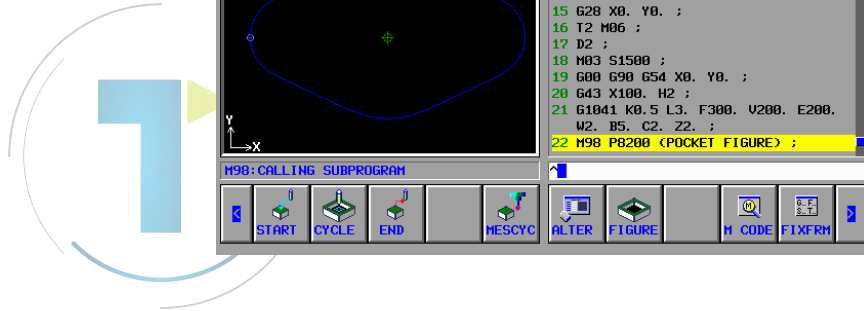 15 G28 X0. Y0. ;
16 T2 M06 ;
17 D2 ;
18 M03 S1500 ;
19 G00 G90 G54 X0. Y0. ;
20 G43 X100. H2 ;
21 G1041 K0.5 L3. F300. V200. E200.
W2. B5. C2. Z2. ;
22 M98 P8200 (POCKET FIGURE) ;
Y
X
M98:CALLING SUBPROGRAM
^
< START CYCLE END MESCYC
ALTER FIGURE M CODE G.. F.. S.. T.. FIXFRM >
1